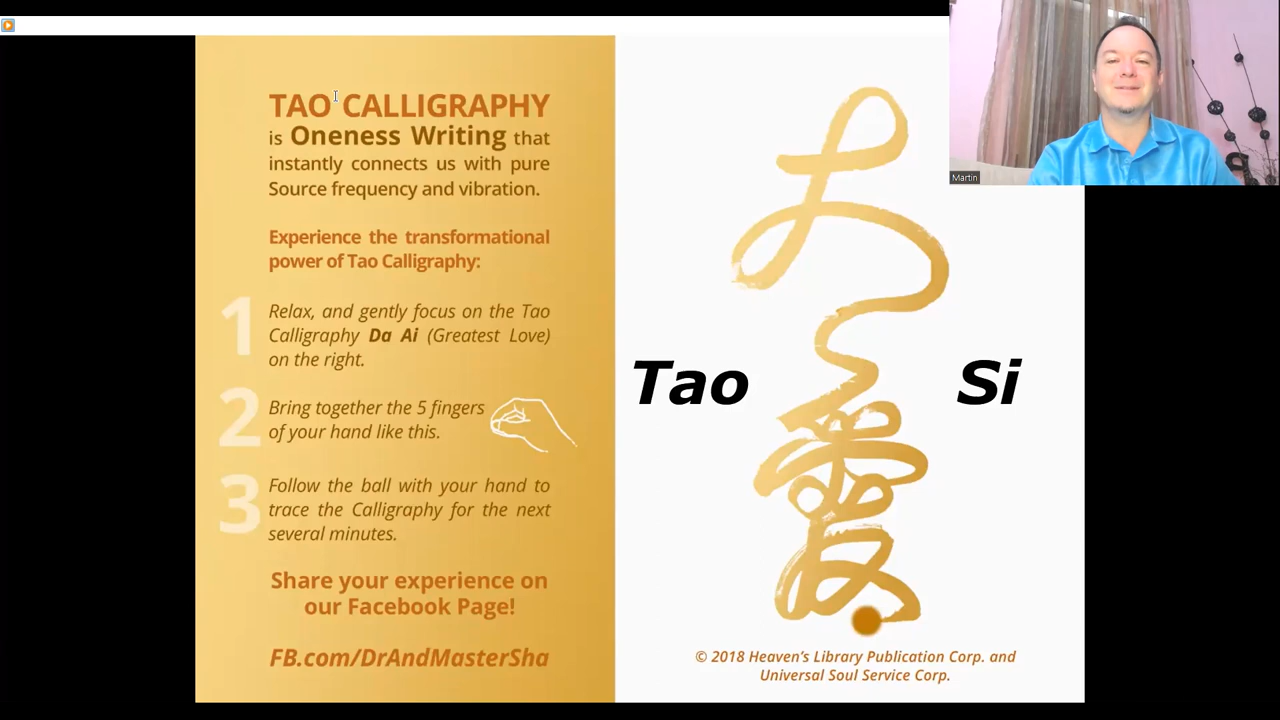 TAO CALLIGRAPHY
is Oneness Writing that
instantly connects us with pure
Source frequency and vibration.
Experience the transformational
power of Tao Calligraphy:
1
Relax, and gently focus on the Tao
Calligraphy Da Ai (Greatest Love)
on the right.
2
Bring together the 5 fingers
of your hand like this.
3
Follow the ball with your hand to
trace the Calligraphy for the next
several minutes.
Share your experience on
our Facebook Page!
FB.com/DrAndMasterSha
大愛
Tao
Si
© 2018 Heaven's Library Publication Corp. and
Universal Soul Service Corp.
Martin